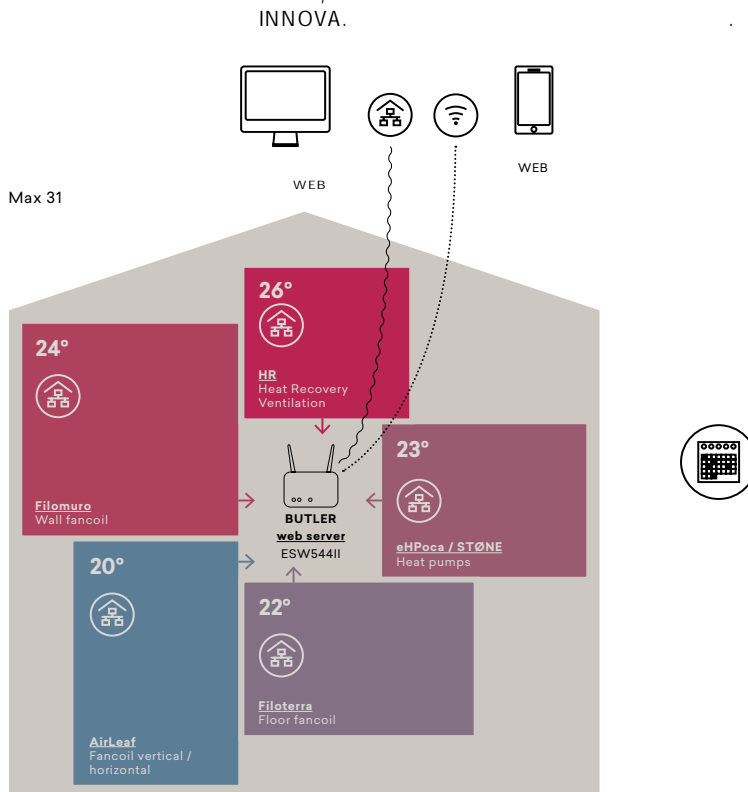 INNOVA.
.
WEB
WEB
Max 31
26°
HR
Heat Recovery
Ventilation
24°
Filomuro
Wall fancoil
23°
eHPoca / STØNE
Heat pumps
BUTLER
web server
ESW544II
20°
AirLeaf
Fancoil vertical /
horizontal
22°
Filoterra
Floor fancoil